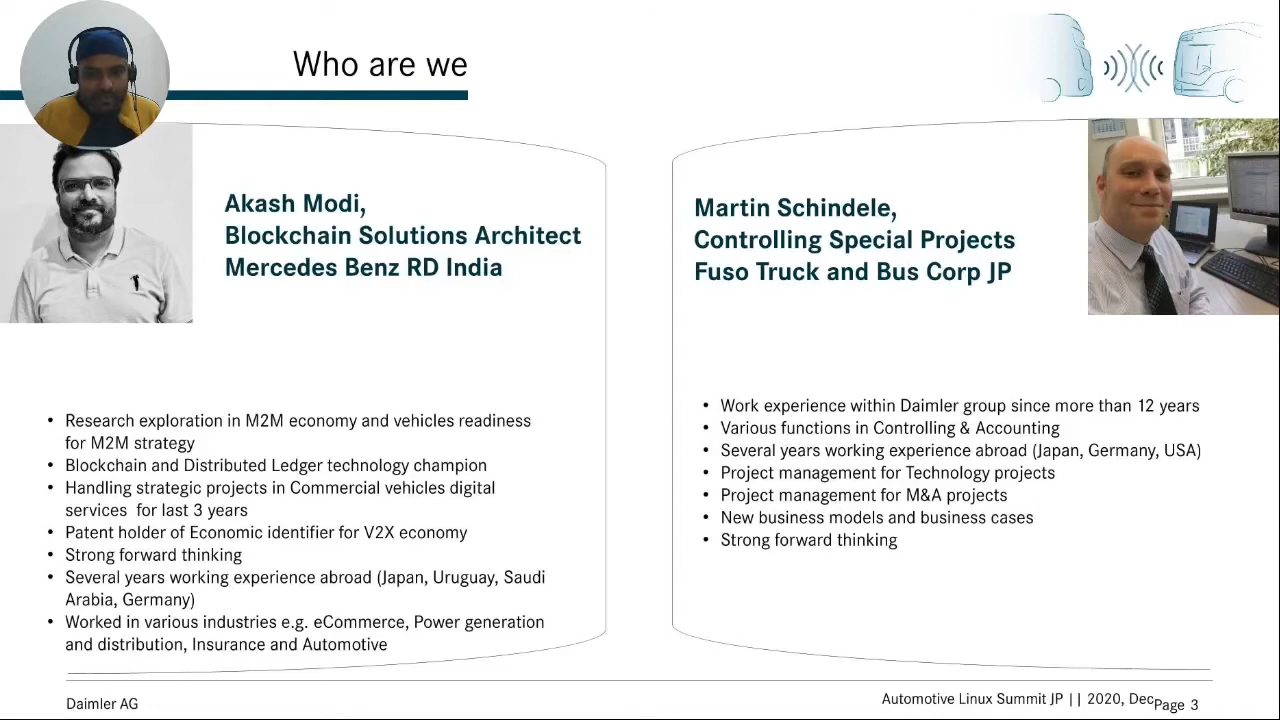 Who are we
Akash Modi,
Blockchain Solutions Architect
Mercedes Benz RD India
Research exploration in M2M economy and vehicles readiness
for M2M strategy
Blockchain and Distributed Ledger technology champion
Handling strategic projects in Commercial vehicles digital
services for last 3 years
Patent holder of Economic identifier for V2X economy
Strong forward thinking
Several years working experience abroad (Japan, Uruguay, Saudi
Arabia, Germany)
Worked in various industries e.g. eCommerce, Power generation
and distribution, Insurance and Automotive
Martin Schindele,
Controlling Special Projects
Fuso Truck and Bus Corp JP
Work experience within Daimler group since more than 12 years
Various functions in Controlling & Accounting
Several years working experience abroad (Japan, Germany, USA)
Project management for Technology projects
Project management for M&A projects
New business models and business cases
Strong forward thinking
Daimler AG
Automotive Linux Summit JP || 2020, Dec
Page 3